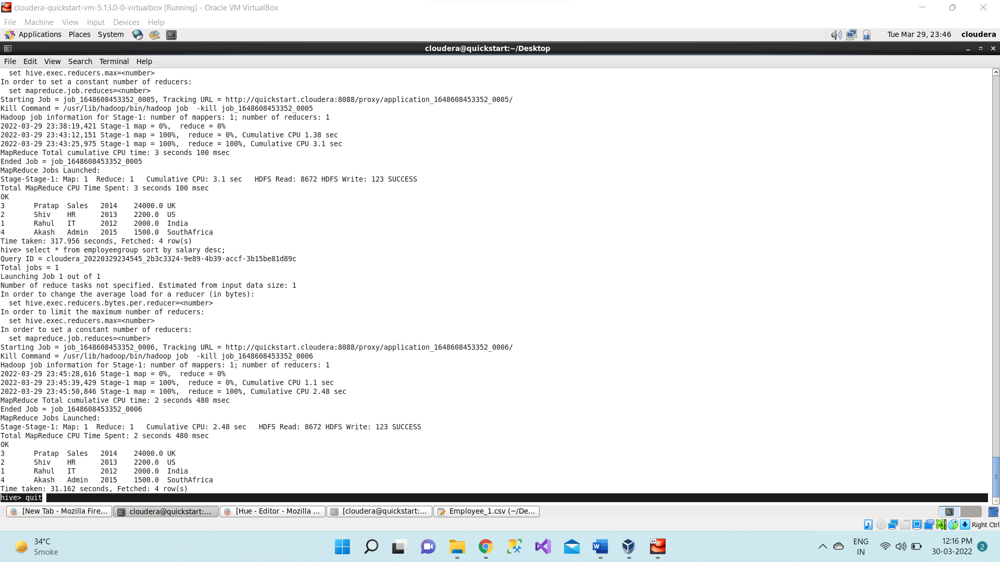 cloudera-quickstart-vm-5.13.0-0-virtualbox [Running] - Oracle VM VirtualBox
File Machine View Input Devices Help
Applications Places System Tue Mar 29, 23:46 cloudera
cloudera@quickstart:~/Desktop
File Edit View Search Terminal Help
  set hive.exec.reducers.max=<number>
In order to set a constant number of reducers:
  set mapreduce.job.reduces=<number>
Starting Job = job_1648608453352_0005, Tracking URL = http://quickstart.cloudera:8088/proxy/application_1648608453352_0005/
Kill Command = /usr/lib/hadoop/bin/hadoop job  -kill job_1648608453352_0005
Hadoop job information for Stage-1: number of mappers: 1; number of reducers: 1
2022-03-29 23:38:19,421 Stage-1 map = 0%,  reduce = 0%
2022-03-29 23:43:12,151 Stage-1 map = 100%,  reduce = 0%, Cumulative CPU 1.38 sec
2022-03-29 23:43:25,975 Stage-1 map = 100%,  reduce = 100%, Cumulative CPU 3.1 sec
MapReduce Total cumulative CPU time: 3 seconds 100 msec
Ended Job = job_1648608453352_0005
MapReduce Jobs Launched:
Stage-Stage-1: Map: 1  Reduce: 1   Cumulative CPU: 3.1 sec   HDFS Read: 8672 HDFS Write: 123 SUCCESS
Total MapReduce CPU Time Spent: 3 seconds 100 msec
OK
3       Pratap  Sales   2014    24000.0 UK
2       Shiv    HR      2013    2200.0  US
1       Rahul   IT      2012    2000.0  India
4       Akash   Admin   2015    1500.0  SouthAfrica
Time taken: 317.956 seconds, Fetched: 4 row(s)
hive> select * from employeegroup sort by salary desc;
Query ID = cloudera_20220329234545_2b3c3324-9e89-4b39-accf-3b15be81d89c
Total jobs = 1
Launching Job 1 out of 1
Number of reduce tasks not specified. Estimated from input data size: 1
In order to change the average load for a reducer (in bytes):
  set hive.exec.reducers.bytes.per.reducer=<number>
In order to limit the maximum number of reducers:
  set hive.exec.reducers.max=<number>
In order to set a constant number of reducers:
  set mapreduce.job.reduces=<number>
Starting Job = job_1648608453352_0006, Tracking URL = http://quickstart.cloudera:8088/proxy/application_1648608453352_0006/
Kill Command = /usr/lib/hadoop/bin/hadoop job  -kill job_1648608453352_0006
Hadoop job information for Stage-1: number of mappers: 1; number of reducers: 1
2022-03-29 23:45:28,616 Stage-1 map = 0%,  reduce = 0%
2022-03-29 23:45:39,429 Stage-1 map = 100%,  reduce = 0%, Cumulative CPU 1.1 sec
2022-03-29 23:45:50,846 Stage-1 map = 100%,  reduce = 100%, Cumulative CPU 2.48 sec
MapReduce Total cumulative CPU time: 2 seconds 480 msec
Ended Job = job_1648608453352_0006
MapReduce Jobs Launched:
Stage-Stage-1: Map: 1  Reduce: 1   Cumulative CPU: 2.48 sec   HDFS Read: 8672 HDFS Write: 123 SUCCESS
Total MapReduce CPU Time Spent: 2 seconds 480 msec
OK
3       Pratap  Sales   2014    24000.0 UK
2       Shiv    HR      2013    2200.0  US
1       Rahul   IT      2012    2000.0  India
4       Akash   Admin   2015    1500.0  SouthAfrica
Time taken: 31.162 seconds, Fetched: 4 row(s)
hive> quit
[New Tab - Mozilla Fire... cloudera@quickstart:... [Hue - Editor - Mozilla ... [cloudera@quickstart:... Employee_1.csv (~/De...
Right Ctrl
34°C
Smoke
ENG
IN
12:16 PM
30-03-2022
2